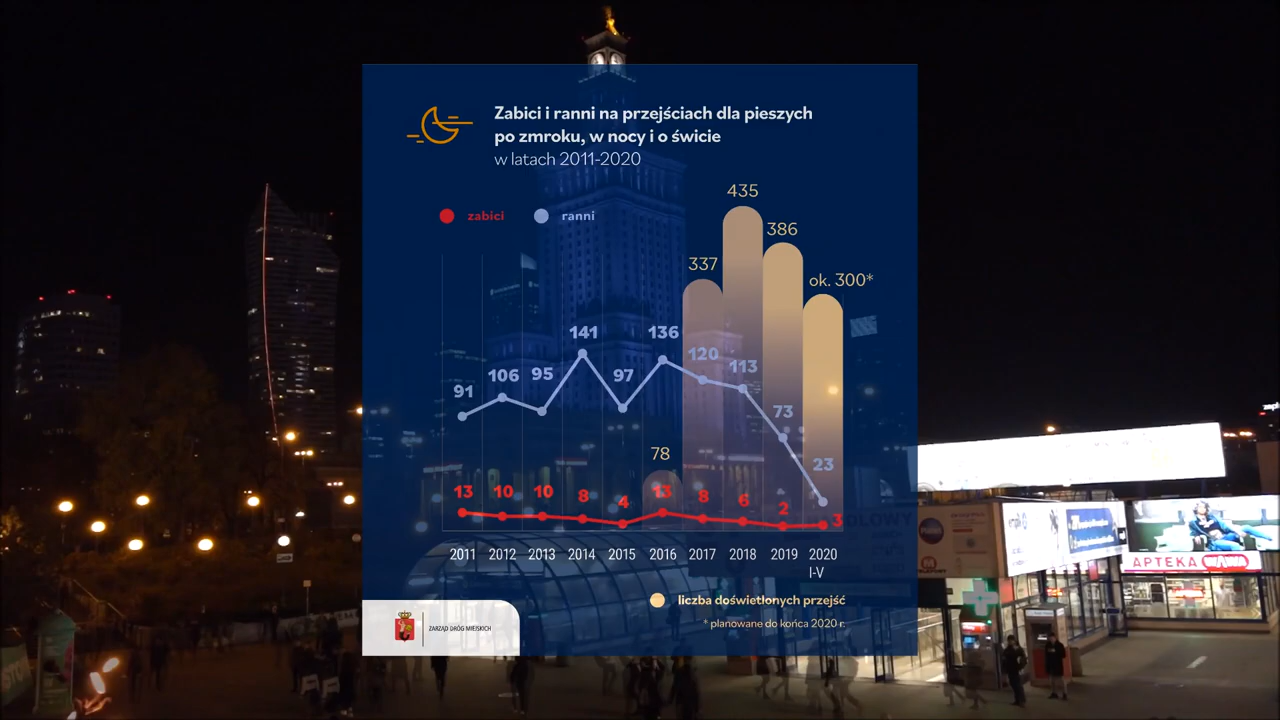 Zabici i ranni na przejściach dla pieszych
po zmroku, w nocy i o świcie
w latach 2011-2020
zabici
ranni
435
386
337
ok. 300*
141
136
120
113
106
95
97
91
73
78
23
13
10
10
8
4
13
8
6
2
3
2011 2012 2013 2014 2015 2016 2017 2018 2019 2020
I-V
liczba doświetlonych przejść
* planowane do końca 2020 r.
ZARZĄD DRÓG MIEJSKICH
empik
APTEKA